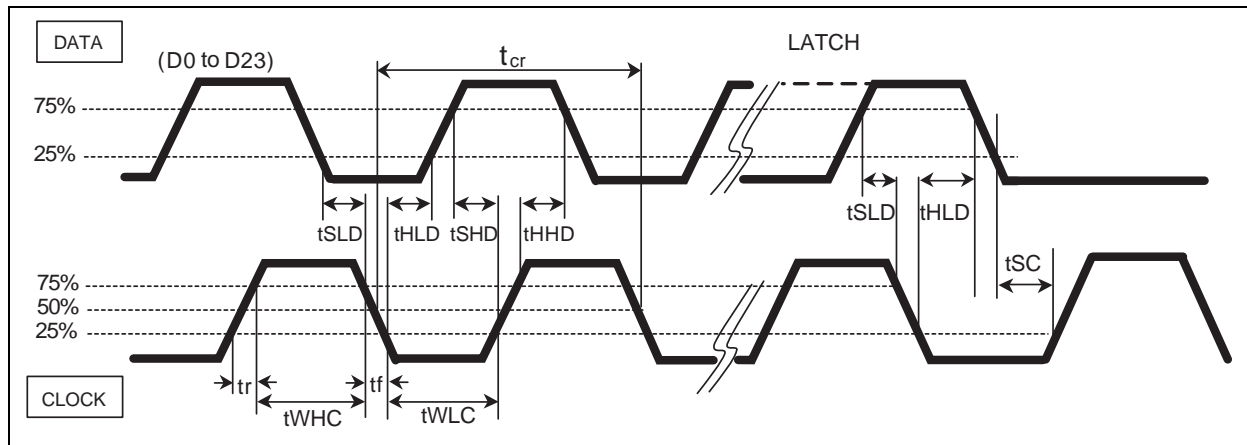 DATA
LATCH
(D0 to D23)
tcr
75%
25%
tSLD
tHLD
tSHD
tHHD
tSLD
tHLD
tSC
75%
50%
25%
tr
tf
tWHC
tWLC
CLOCK